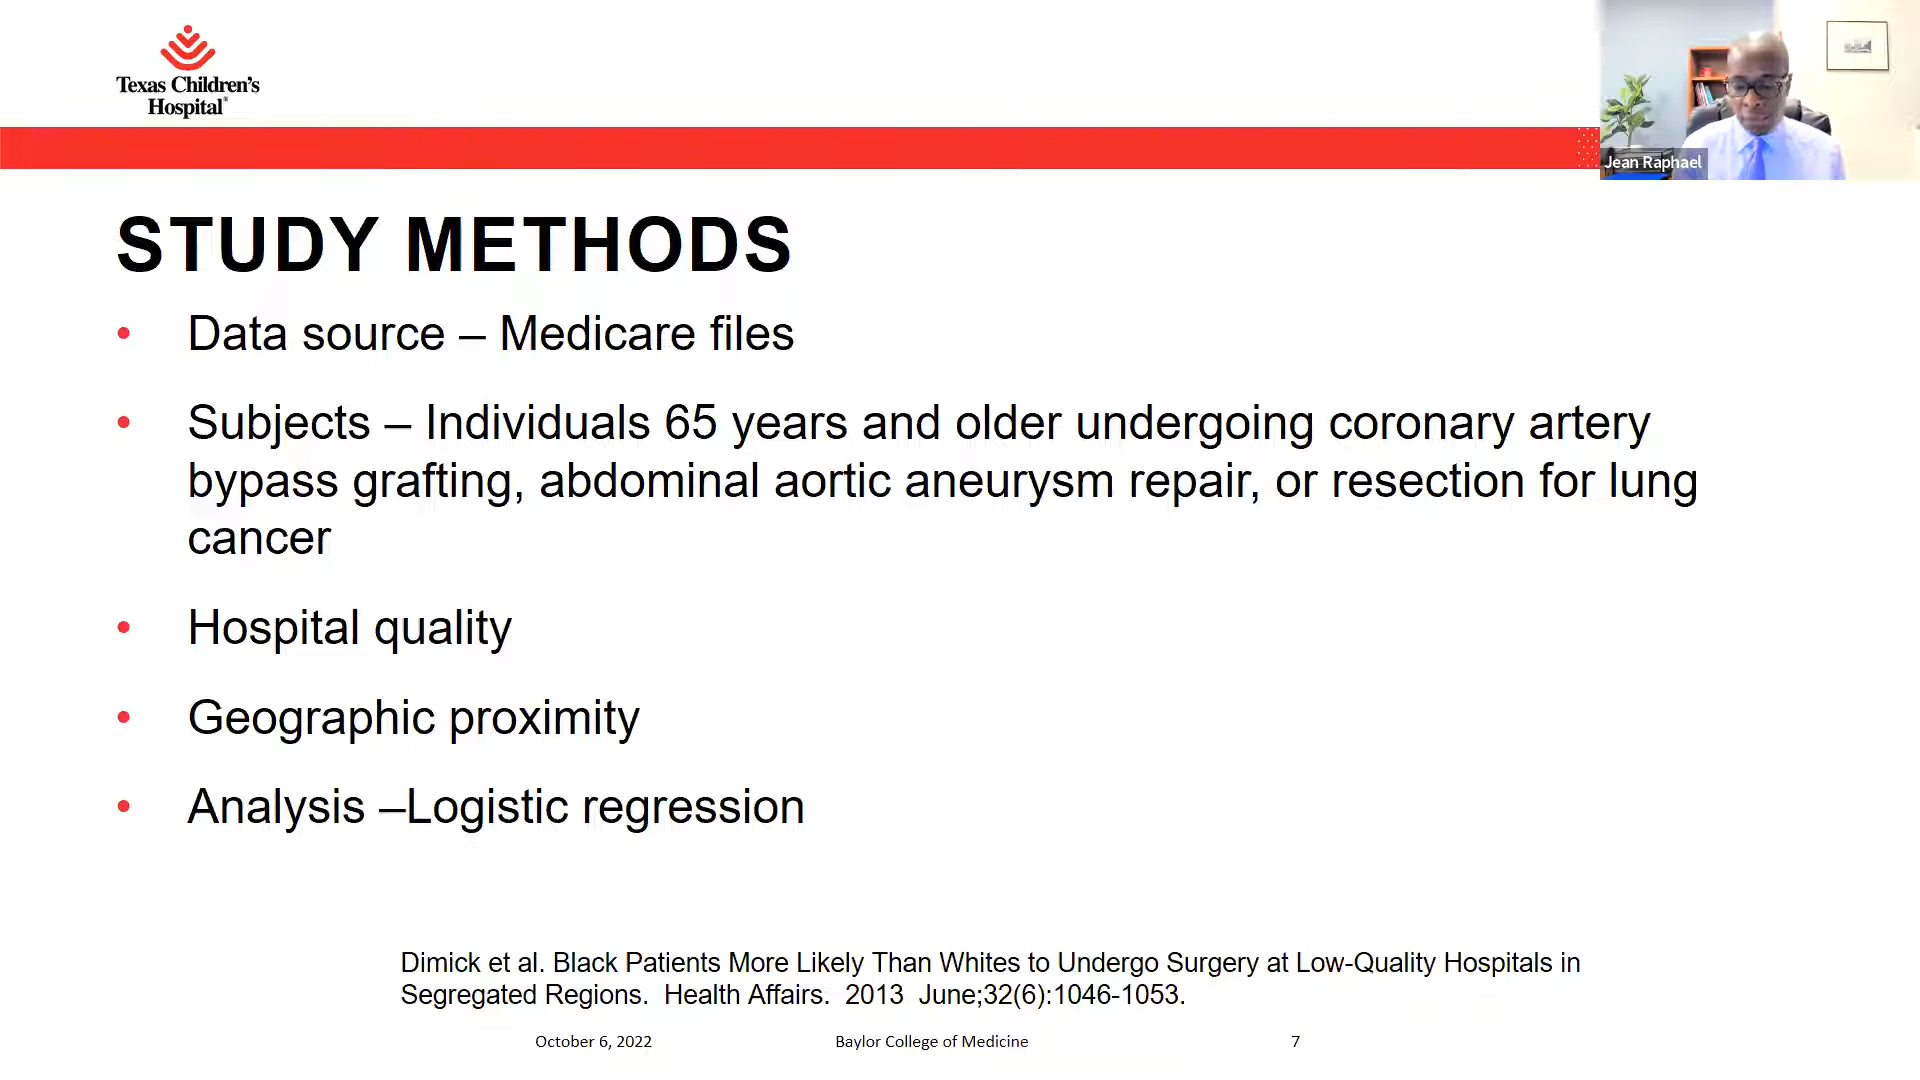 Texas Children's
Hospital®
Jean Raphael
STUDY METHODS
• Data source – Medicare files
• Subjects – Individuals 65 years and older undergoing coronary artery
bypass grafting, abdominal aortic aneurysm repair, or resection for lung
cancer
• Hospital quality
• Geographic proximity
• Analysis –Logistic regression
Dimick et al. Black Patients More Likely Than Whites to Undergo Surgery at Low-Quality Hospitals in
Segregated Regions.  Health Affairs.  2013  June;32(6):1046-1053.
October 6, 2022 Baylor College of Medicine 7